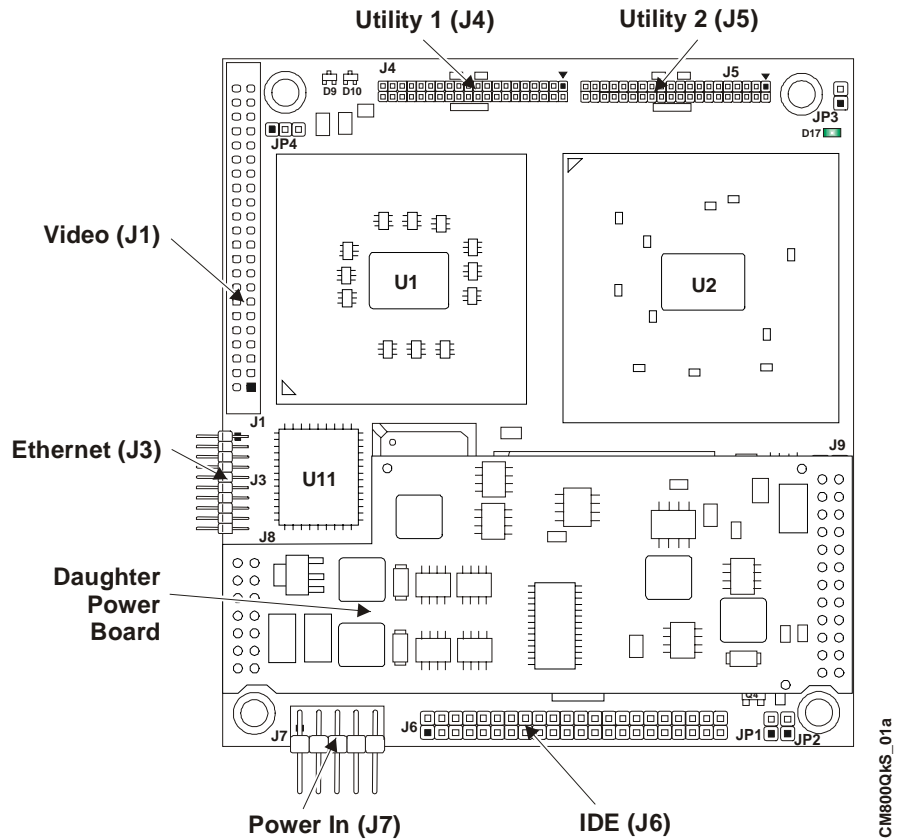 Utility 1 (J4)
Utility 2 (J5)
J4
J5
D9 D10
JP3
D17
JP4
Video (J1)
U1
U2
J1
Ethernet (J3)
J3
U11
J9
J8
Daughter
Power
Board
Q4
J7
J6
JP1
JP2
Power In (J7)
IDE (J6)
CM800QkS_01a